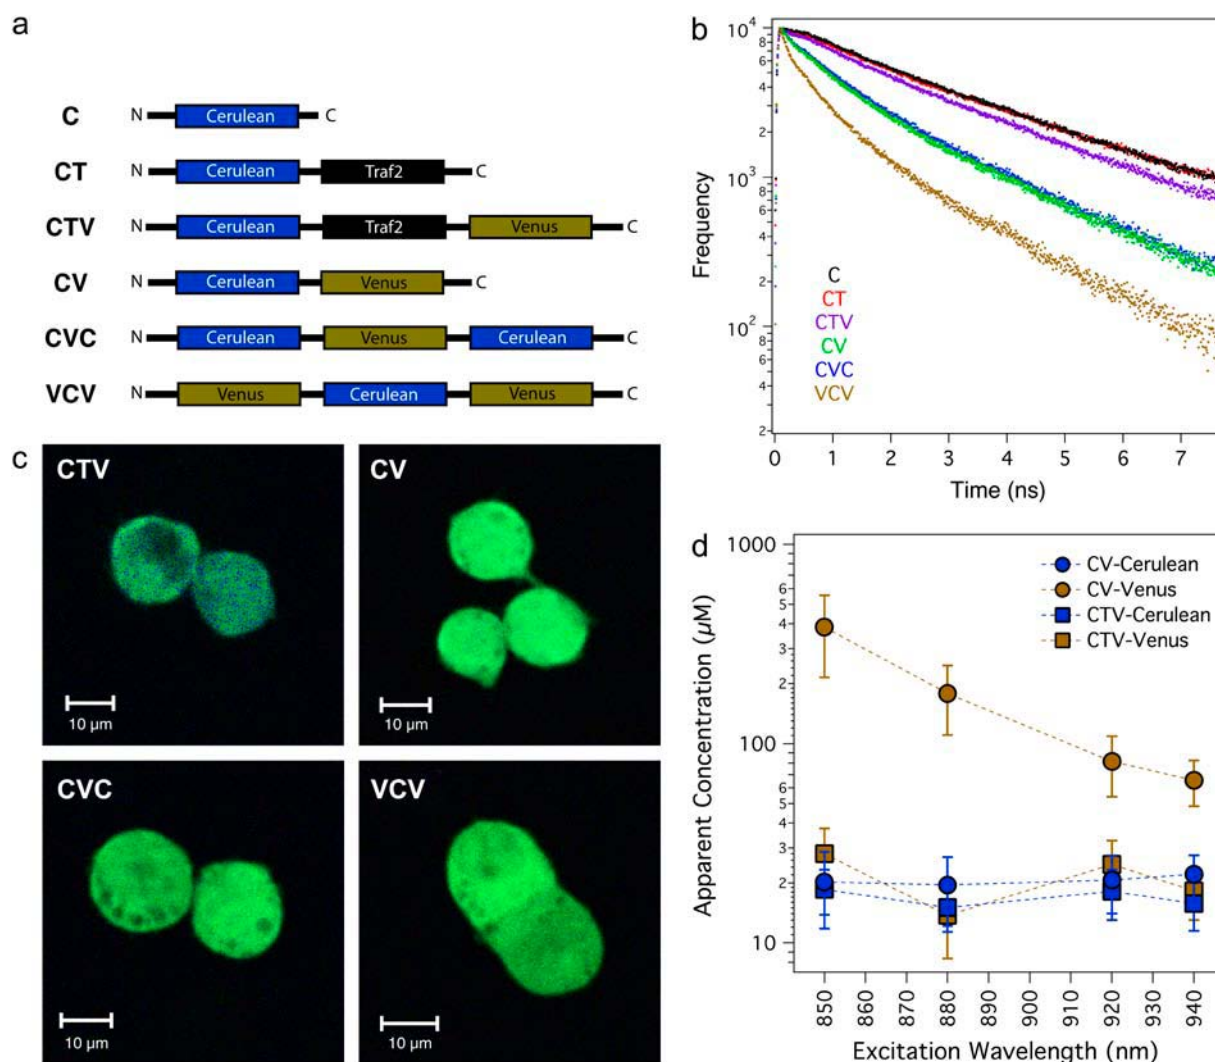 a
C N Cerulean C
CT N Cerulean Traf2 C
CTV N Cerulean Traf2 Venus C
CV N Cerulean Venus C
CVC N Cerulean Venus Cerulean C
VCV N Venus Cerulean Venus C
b
Frequency
10⁴
8
6
4
2
10³
8
6
4
2
10²
8
6
4
2
C
CT
CTV
CV
CVC
VCV
0 1 2 3 4 5 6 7
Time (ns)
c
CTV
10 µm
CV
10 µm
CVC
10 µm
VCV
10 µm
d
Apparent Concentration (µM)
1000
6
5
4
3
2
100
6
5
4
3
2
10
CV-Cerulean
CV-Venus
CTV-Cerulean
CTV-Venus
850 860 870 880 890 900 910 920 930 940
Excitation Wavelength (nm)